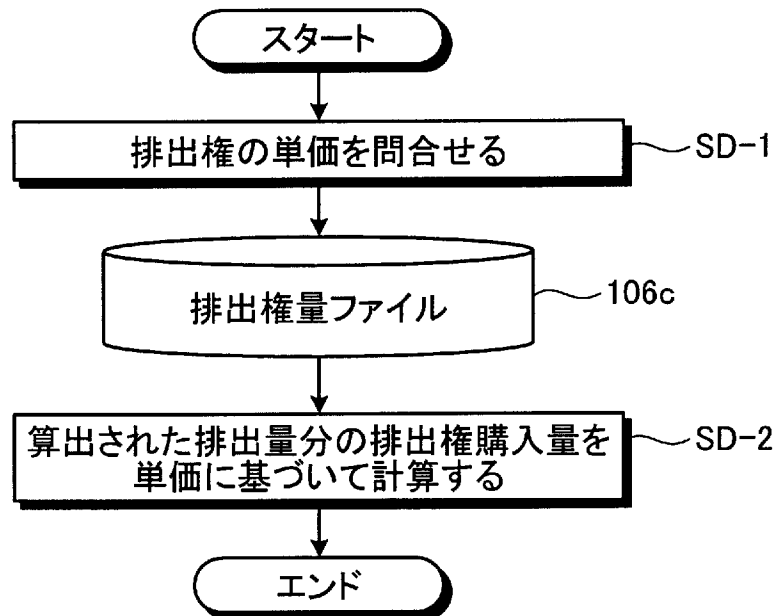 スタート
排出権の単価を問合せる
SD-1
排出権量ファイル
106c
算出された排出量分の排出権購入量を
単価に基づいて計算する
SD-2
エンド